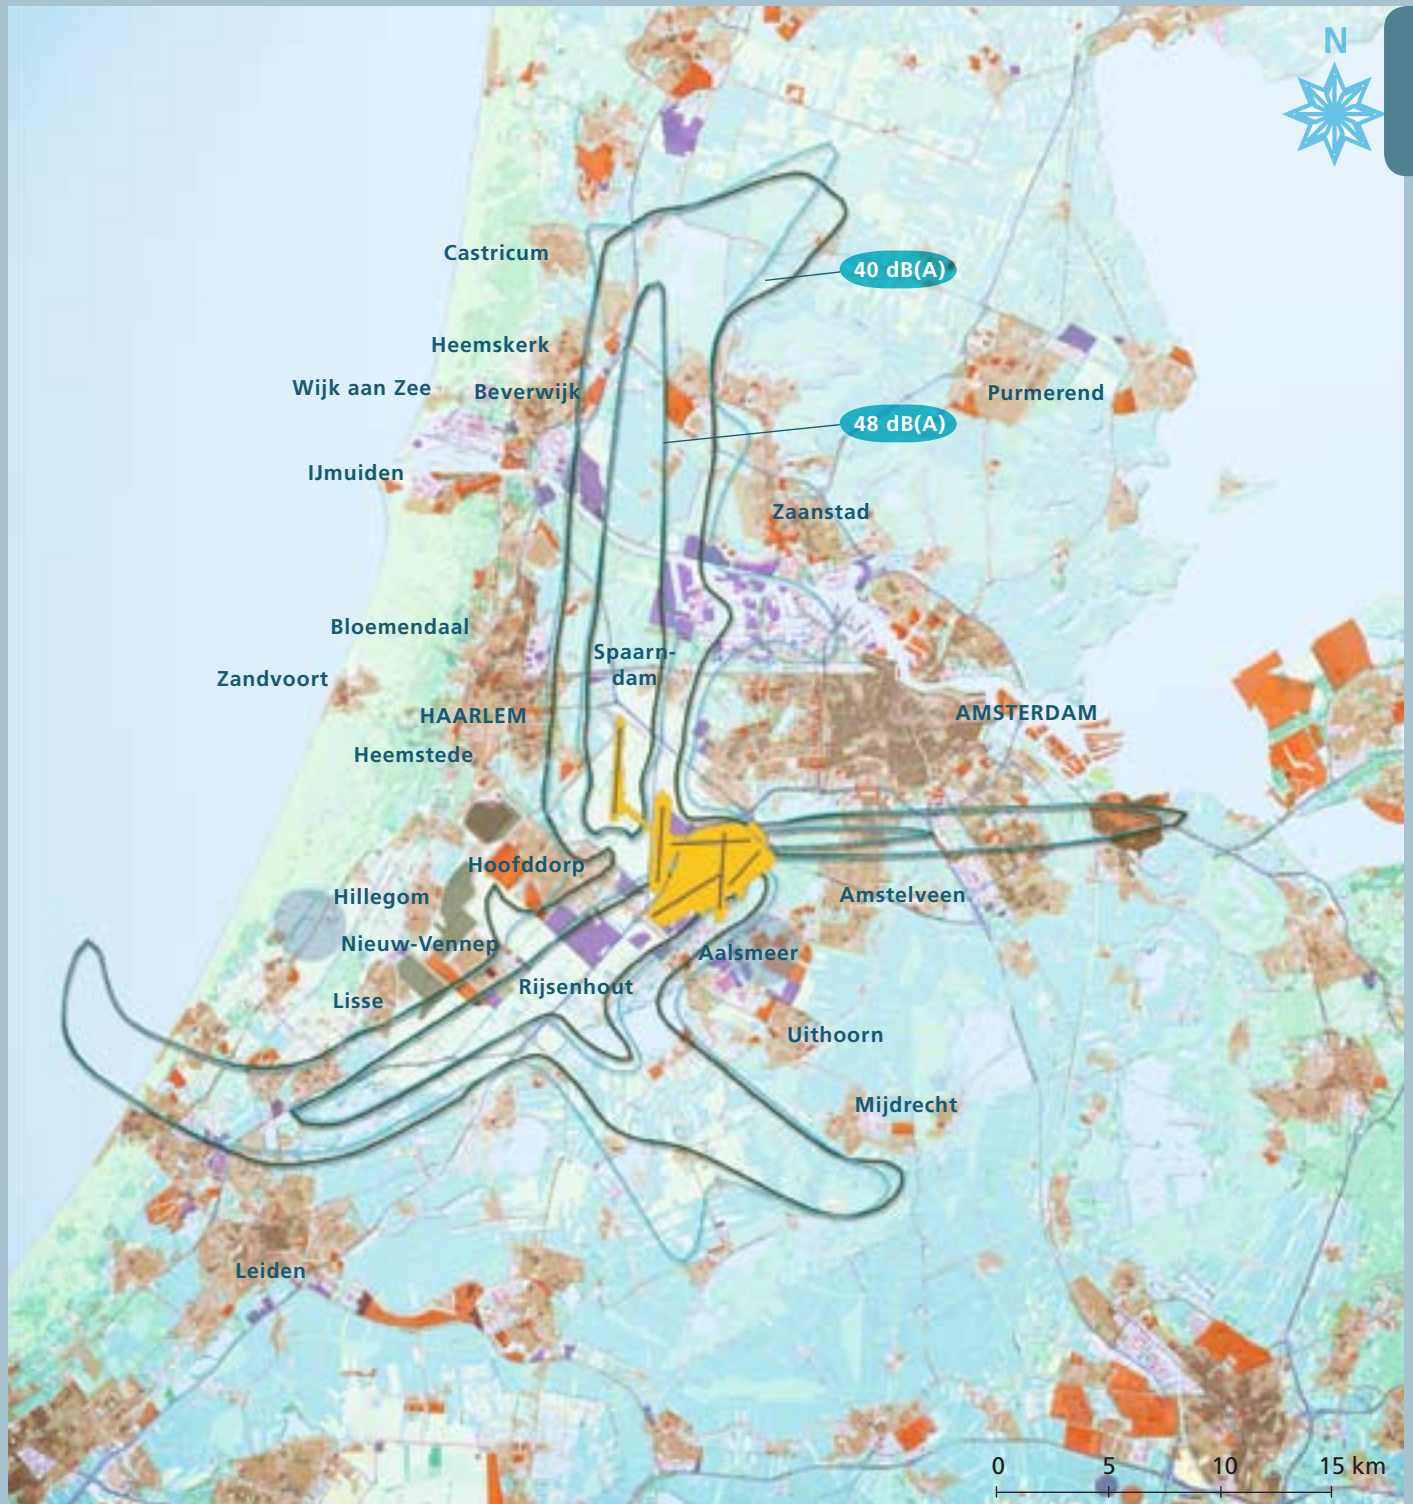 N
Castricum
40 dB(A)
Heemskerk
Wijk aan Zee
Beverwijk
Purmerend
48 dB(A)
IJmuiden
Zaanstad
Bloemendaal
Spaarn-
dam
Zandvoort
HAARLEM
AMSTERDAM
Heemstede
Hoofddorp
Hillegom
Amstelveen
Nieuw-Vennep
Aalsmeer
Rijsenhout
Lisse
Uithoorn
Mijdrecht
Leiden
0 5 10 15 km